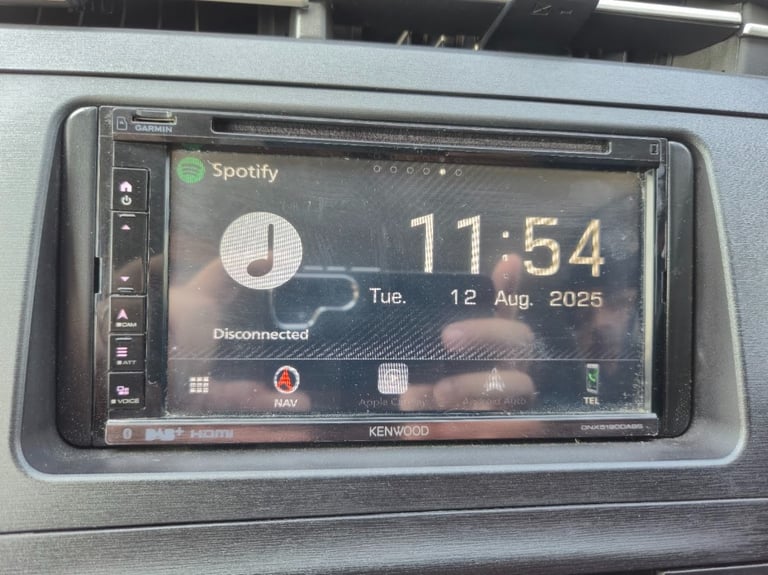 GARMIN
Spotify
11:54
Tue. 12 Aug. 2025
Disconnected
CAM
ATT
VOICE
NAV
Apple CarPlay
Android Auto
TEL
DAB+ HDMI
KENWOOD
DNX5190DABS